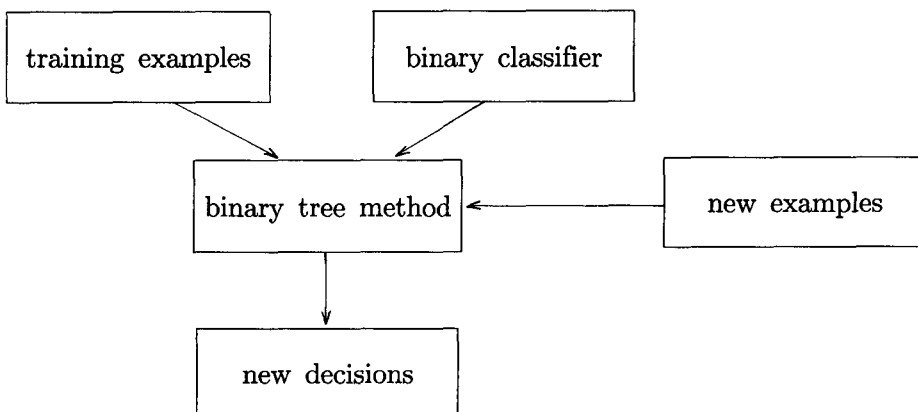 training examples
binary classifier
binary tree method
new examples
new decisions